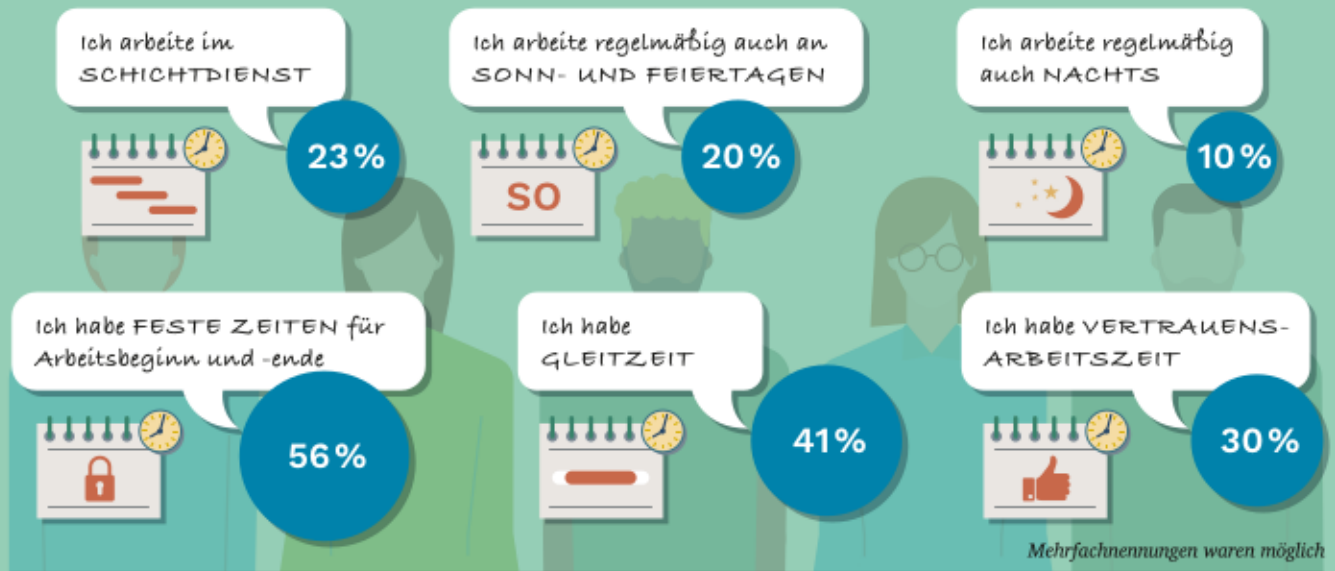 Ich arbeite im
SCHICHTDIENST
23%
Ich arbeite regelmäßig auch an
SONN- UND FEIERTAGEN
SO
20%
Ich arbeite regelmäßig
auch NACHTS
10%
Ich habe FESTE ZEITEN für
Arbeitsbeginn und -ende
56%
Ich habe
GLEITZEIT
41%
Ich habe VERTRAUENS-
ARBEITSZEIT
30%
Mehrfachnennungen waren möglich